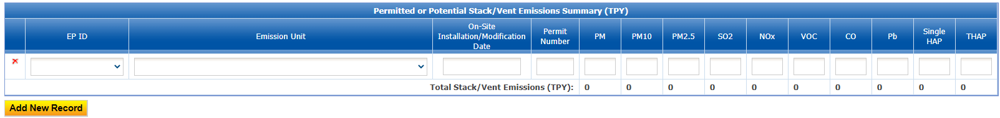 Permitted or Potential Stack/Vent Emissions Summary (TPY)
EP ID
Emission Unit
On-Site
Installation/Modification
Date
Permit
Number
PM
PM10
PM2.5
SO2
NOx
VOC
CO
Pb
Single
HAP
THAP
Total Stack/Vent Emissions (TPY): 0 0 0 0 0 0 0 0 0 0
Add New Record